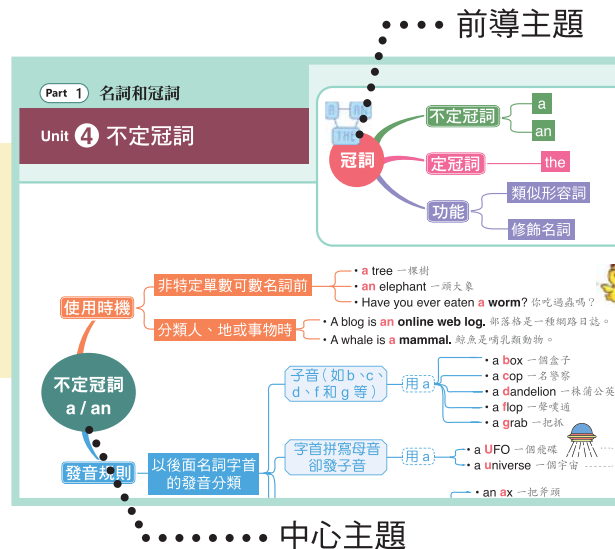 前導主題
Part 1 名詞和冠詞
Unit 4 不定冠詞
A AN
THE
冠詞
不定冠詞
a
an
定冠詞
the
功能
類似形容詞
修飾名詞
不定冠詞
a / an
使用時機
非特定單數可數名詞前
• a tree 一棵樹
• an elephant 一頭大象
• Have you ever eaten a worm? 你吃過蟲嗎？
分類人、地或事物時
• A blog is an online web log. 部落格是一種網路日誌。
• A whale is a mammal. 鯨魚是哺乳類動物。
發音規則
以後面名詞字首
的發音分類
子音（如b、c、
d、f 和 g 等）
用 a
• a box 一個盒子
• a cop 一名警察
• a dandelion 一株蒲公英
• a flop 一聲噗通
• a grab 一把抓
字首拼寫母音
卻發子音
用 a
• a UFO 一個飛碟
• a universe 一個宇宙
• an ax 一把斧頭
中心主題